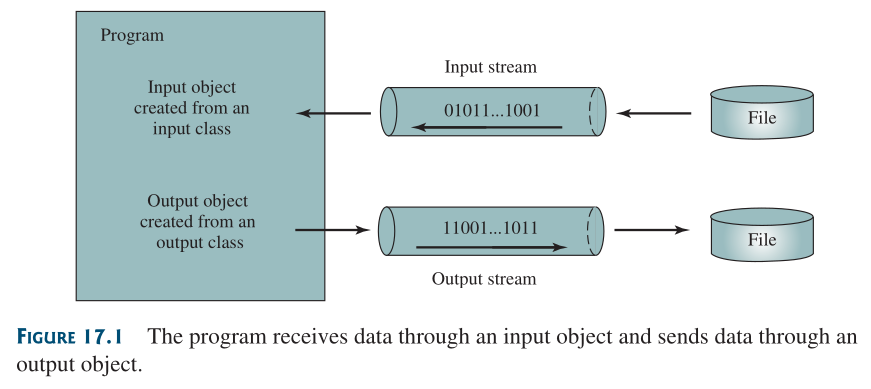 Program
Input object
created from an
input class
Input stream
01011...1001
File
Output object
created from an
output class
11001...1011
File
Output stream
FIGURE 17.1 The program receives data through an input object and sends data through an
output object.